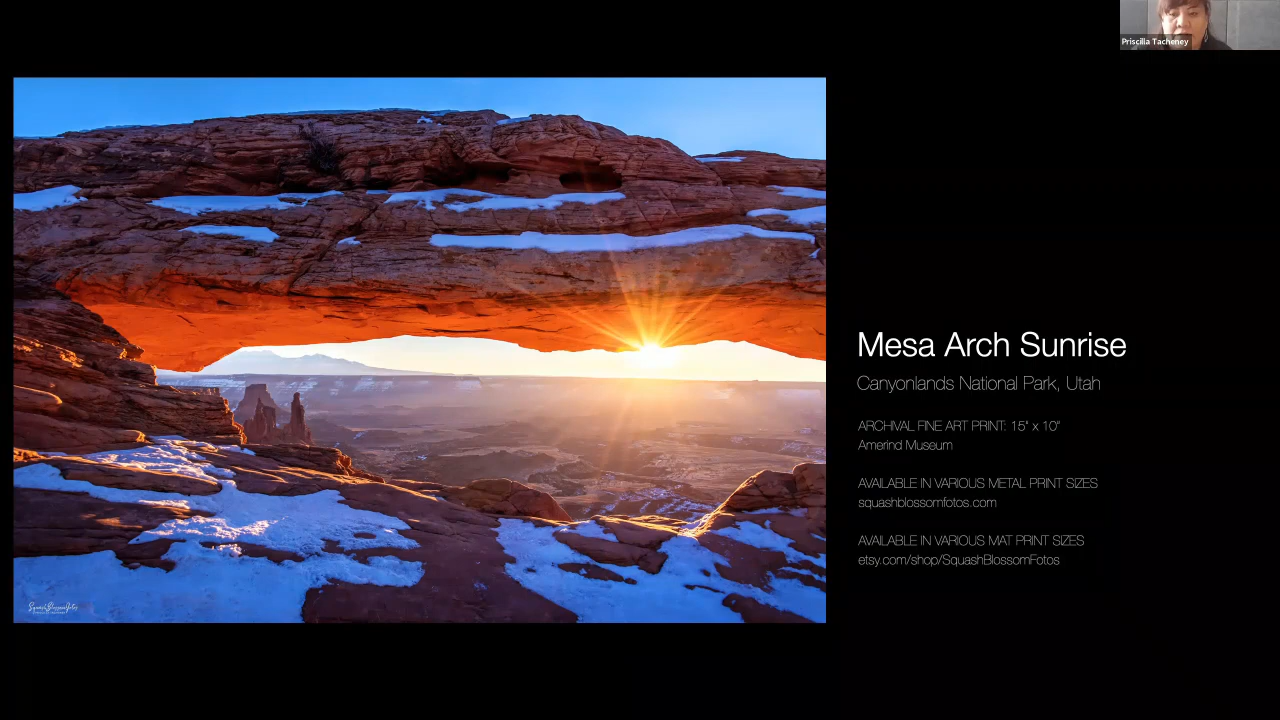 Priscilla Tacheney
Mesa Arch Sunrise
Canyonlands National Park, Utah
ARCHIVAL FINE ART PRINT: 15" x 10"
Amerind Museum
AVAILABLE IN VARIOUS METAL PRINT SIZES
squashblossomfotos.com
AVAILABLE IN VARIOUS MAT PRINT SIZES
etsy.com/shop/SquashBlossomFotos
SquashBlossomFotos